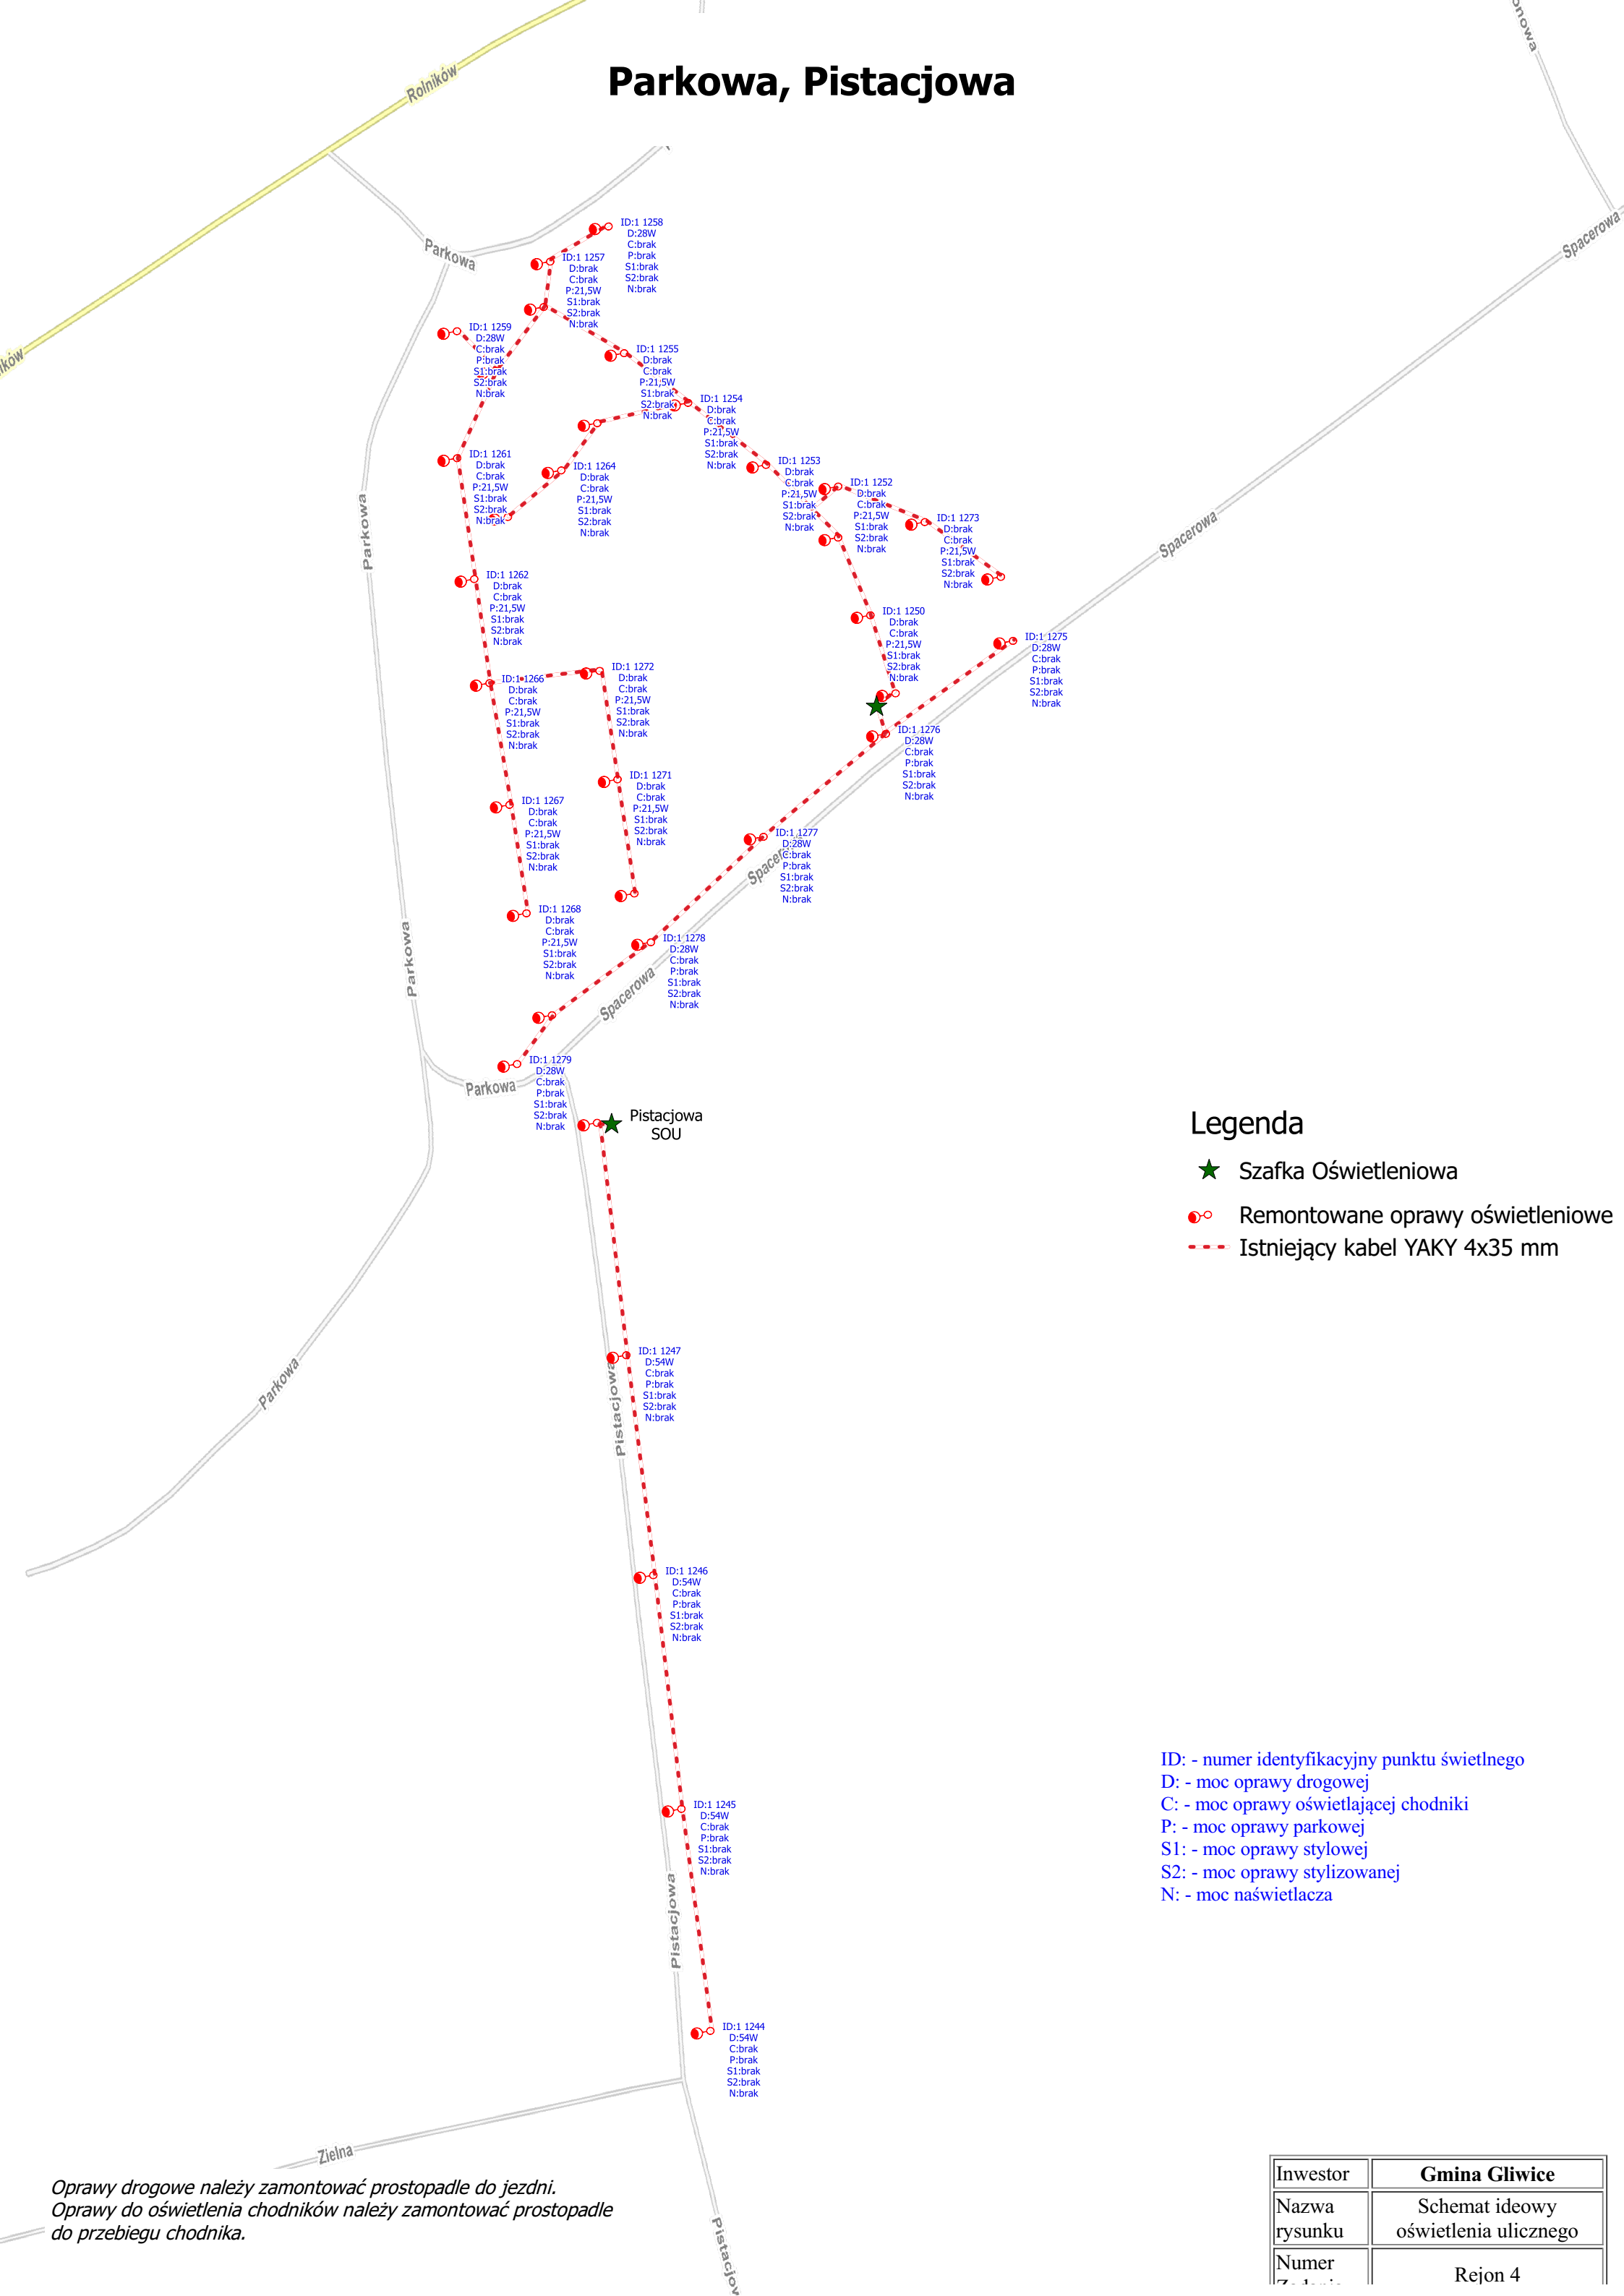 onowa
Rolników
Parkowa, Pistacjowa
Spacerowa
Parkowa
ików
ID:1 1258
D:28W
C:brak
P:brak
S1:brak
S2:brak
N:brak
ID:1 1257
D:brak
C:brak
P:21,5W
S1:brak
S2:brak
N:brak
ID:1 1259
D:28W
C:brak
P:brak
S1:brak
S2:brak
N:brak
ID:1 1255
D:brak
C:brak
P:21,5W
S1:brak
S2:brak
N:brak
ID:1 1254
D:brak
C:brak
P:21,5W
S1:brak
S2:brak
N:brak
ID:1 1261
D:brak
C:brak
P:21,5W
S1:brak
S2:brak
N:brak
ID:1 1264
D:brak
C:brak
P:21,5W
S1:brak
S2:brak
N:brak
ID:1 1253
D:brak
C:brak
P:21,5W
S1:brak
S2:brak
N:brak
ID:1 1252
D:brak
C:brak
P:21,5W
S1:brak
S2:brak
N:brak
ID:1 1273
D:brak
C:brak
P:21,5W
S1:brak
S2:brak
N:brak
Parkowa
Spacerowa
ID:1 1262
D:brak
C:brak
P:21,5W
S1:brak
S2:brak
N:brak
ID:1 1250
D:brak
C:brak
P:21,5W
S1:brak
S2:brak
N:brak
ID:1 1275
D:28W
C:brak
P:brak
S1:brak
S2:brak
N:brak
ID:1 1266
D:brak
C:brak
P:21,5W
S1:brak
S2:brak
N:brak
ID:1 1272
D:brak
C:brak
P:21,5W
S1:brak
S2:brak
N:brak
ID:1 1276
D:28W
C:brak
P:brak
S1:brak
S2:brak
N:brak
ID:1 1271
D:brak
C:brak
P:21,5W
S1:brak
S2:brak
N:brak
ID:1 1267
D:brak
C:brak
P:21,5W
S1:brak
S2:brak
N:brak
ID:1 1277
D:28W
C:brak
P:brak
S1:brak
S2:brak
N:brak
Spacerowa
ID:1 1268
D:brak
C:brak
P:21,5W
S1:brak
S2:brak
N:brak
ID:1 1278
D:28W
C:brak
P:brak
S1:brak
S2:brak
N:brak
Parkowa
Spacerowa
Parkowa
ID:1 1279
D:28W
C:brak
P:brak
S1:brak
S2:brak
N:brak
Pistacjowa
SOU
Legenda
Szafka Oświetleniowa
Remontowane oprawy oświetleniowe
Istniejący kabel YAKY 4x35 mm
Parkowa
Pistacjowa
ID:1 1247
D:54W
C:brak
P:brak
S1:brak
S2:brak
N:brak
ID:1 1246
D:54W
C:brak
P:brak
S1:brak
S2:brak
N:brak
ID:1 1245
D:54W
C:brak
P:brak
S1:brak
S2:brak
N:brak
ID: - numer identyfikacyjny punktu świetlnego
D: - moc oprawy drogowej
C: - moc oprawy oświetlającej chodniki
P: - moc oprawy parkowej
S1: - moc oprawy stylowej
S2: - moc oprawy stylizowanej
N: - moc naświetlacza
Pistacjowa
ID:1 1244
D:54W
C:brak
P:brak
S1:brak
S2:brak
N:brak
Zielna
Oprawy drogowe należy zamontować prostopadle do jezdni.
Oprawy do oświetlenia chodników należy zamontować prostopadle
do przebiegu chodnika.
Pistacjow
Inwestor
Gmina Gliwice
Nazwa
rysunku
Schemat ideowy
oświetlenia ulicznego
Numer
Rejon 4